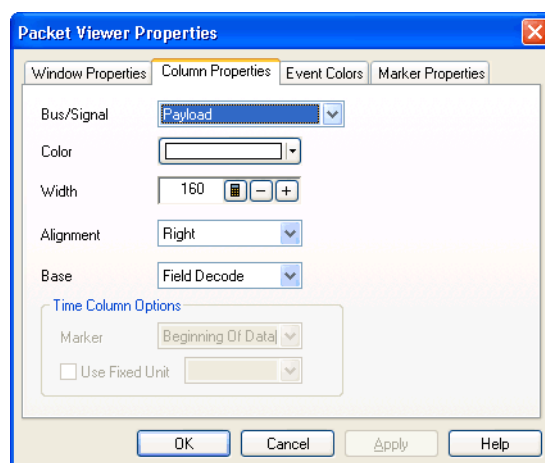 Packet Viewer Properties
Window Properties Column Properties Event Colors Marker Properties
Bus/Signal Payload
Color
Width 160
Alignment Right
Base Field Decode
Time Column Options
Marker Beginning Of Data
Use Fixed Unit
OK Cancel Apply Help